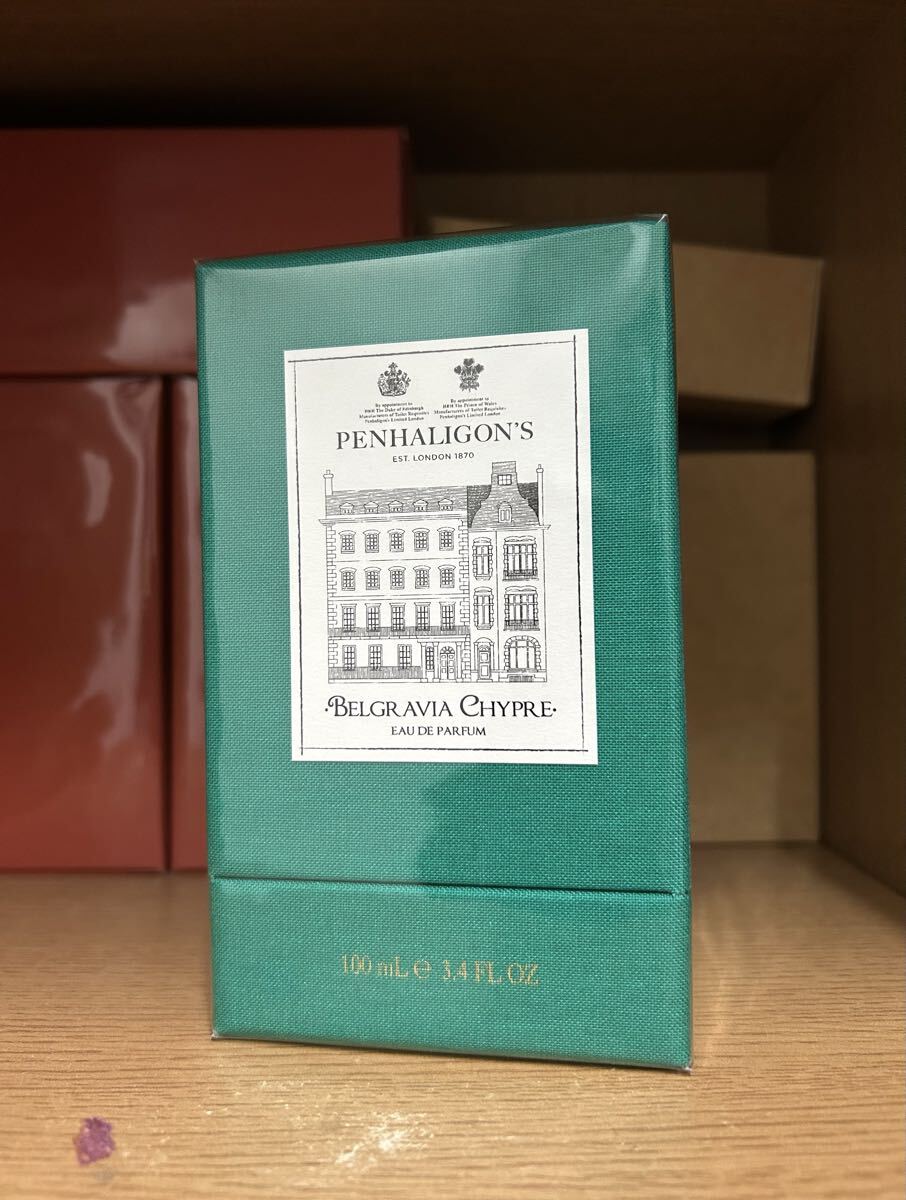 By appointment to
HRH The Duke of Edinburgh
Manufacturers of Toilet Requisites
Penhaligon's Limited London
By appointment to
HRH The Prince of Wales
Manufacturers of Toilet Requisites
Penhaligon's Limited London
PENHALIGON'S
EST. LONDON 1870
·BELGRAVIA CHYPRE·
EAU DE PARFUM
100 mL ℮ 3.4 FL OZ